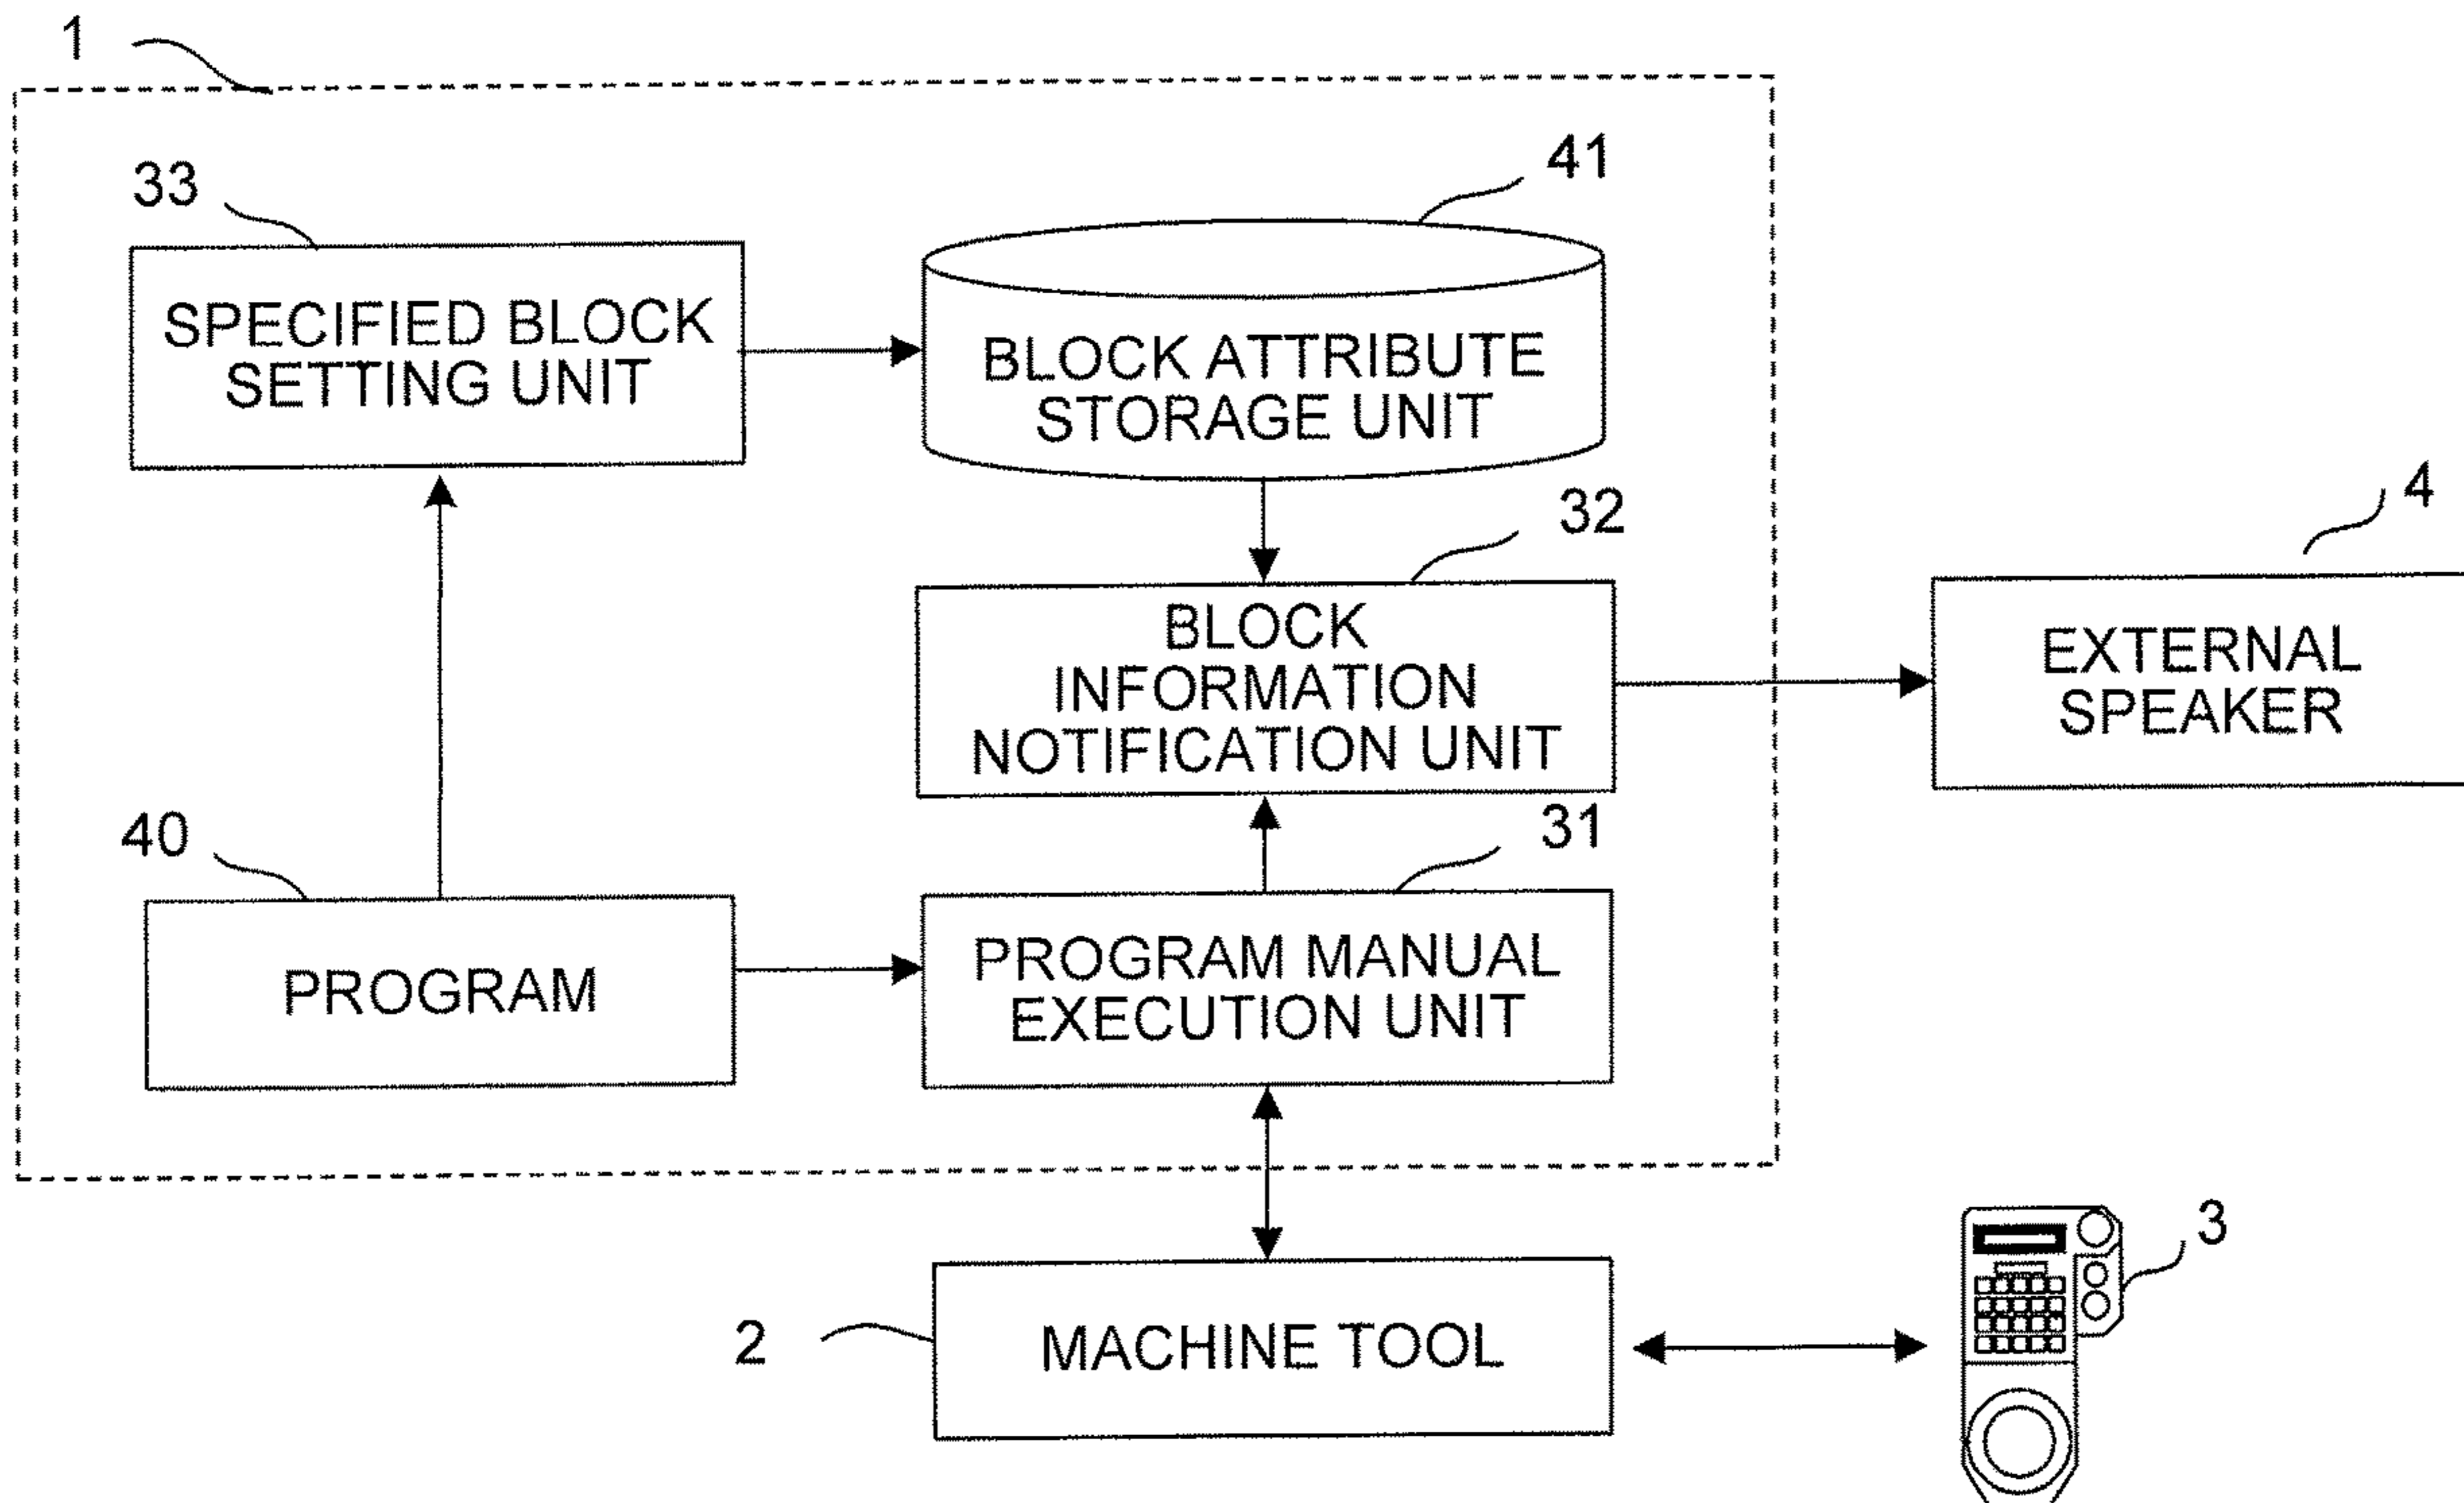 1
33
41
SPECIFIED BLOCK
SETTING UNIT
BLOCK ATTRIBUTE
STORAGE UNIT
32
4
BLOCK
INFORMATION
NOTIFICATION UNIT
EXTERNAL
SPEAKER
40
31
PROGRAM
PROGRAM MANUAL
EXECUTION UNIT
2
MACHINE TOOL
3